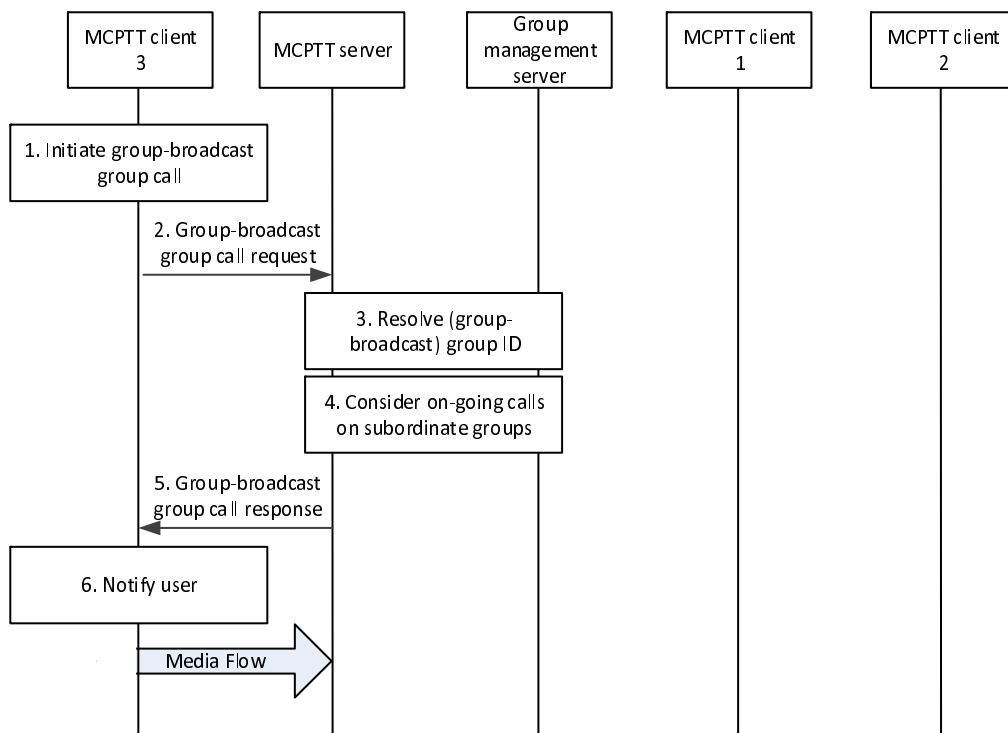 MCPTT client
3
MCPTT server
Group
management
server
MCPTT client
1
MCPTT client
2
1. Initiate group-broadcast
group call
2. Group-broadcast
group call request
3. Resolve (group-
broadcast) group ID
4. Consider on-going calls
on subordinate groups
5. Group-broadcast
group call response
6. Notify user
Media Flow